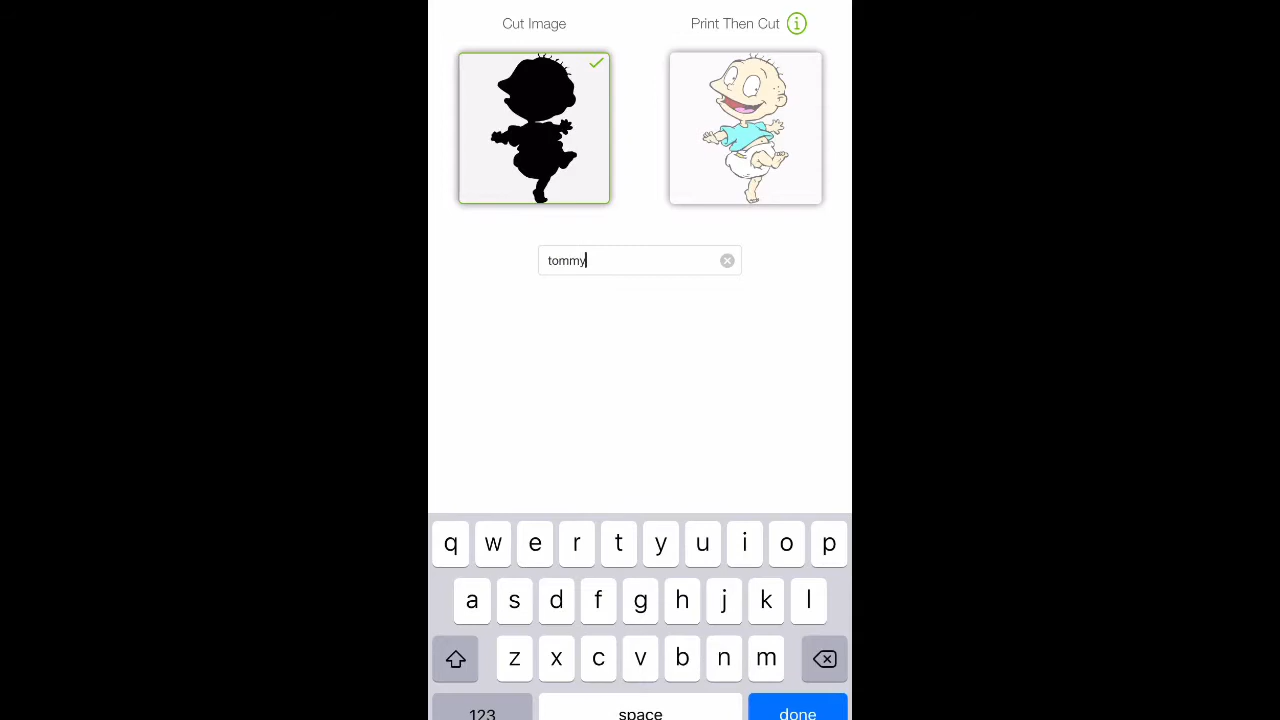 Cut Image Print Then Cut i
tommy
q w e r t y u i o p
a s d f g h j k l
z x c v b n m
123 space done